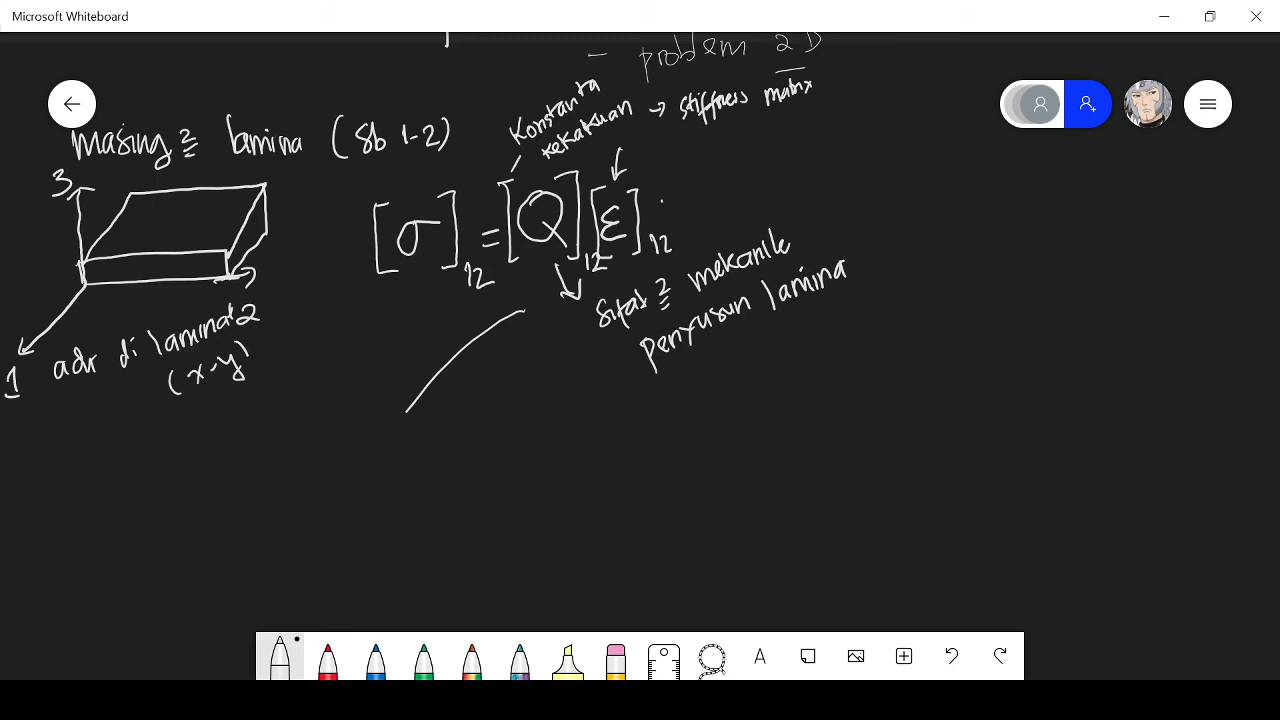 Microsoft Whiteboard
- problem 2D
Konstanta
kekakuan → stiffness matrix
masing2 lamina (sb 1-2)
3
[σ]12 = [Q]12 [ε]12
sifat2 mekanik
penyusun lamina
2
1
di lamina
(x-y)
A